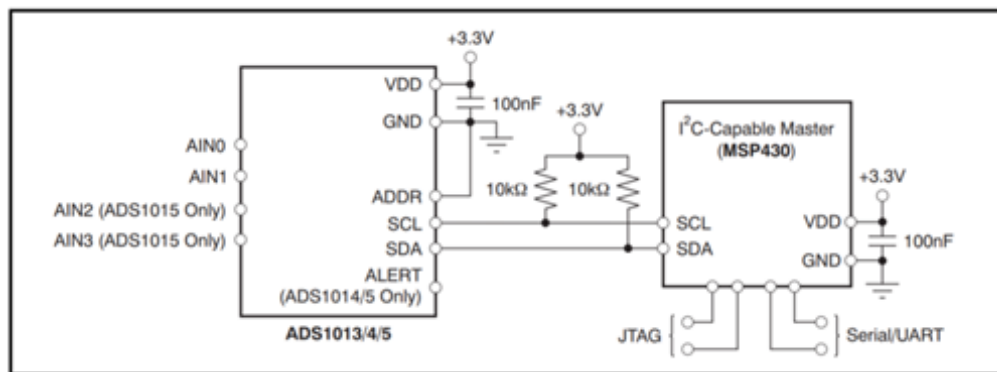 +3.3V
VDD
100nF
GND
AIN0
AIN1
AIN2 (ADS1015 Only)
AIN3 (ADS1015 Only)
ADDR
SCL
SDA
ALERT
(ADS1014/5 Only)
ADS1013/4/5
+3.3V
10kΩ
10kΩ
I²C-Capable Master
(MSP430)
SCL
SDA
VDD
GND
+3.3V
100nF
JTAG
Serial/UART